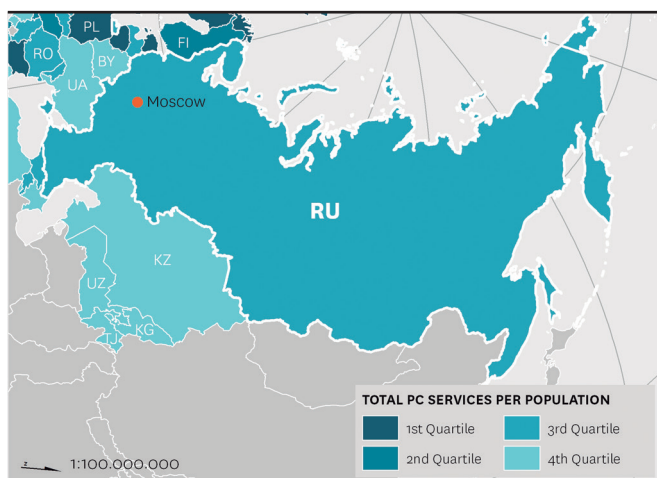 PL
FI
RO
BY
UA
Moscow
RU
KZ
UZ
KG
TJ
TOTAL PC SERVICES PER POPULATION
1st Quartile
3rd Quartile
2nd Quartile
4th Quartile
z
1:100.000.000